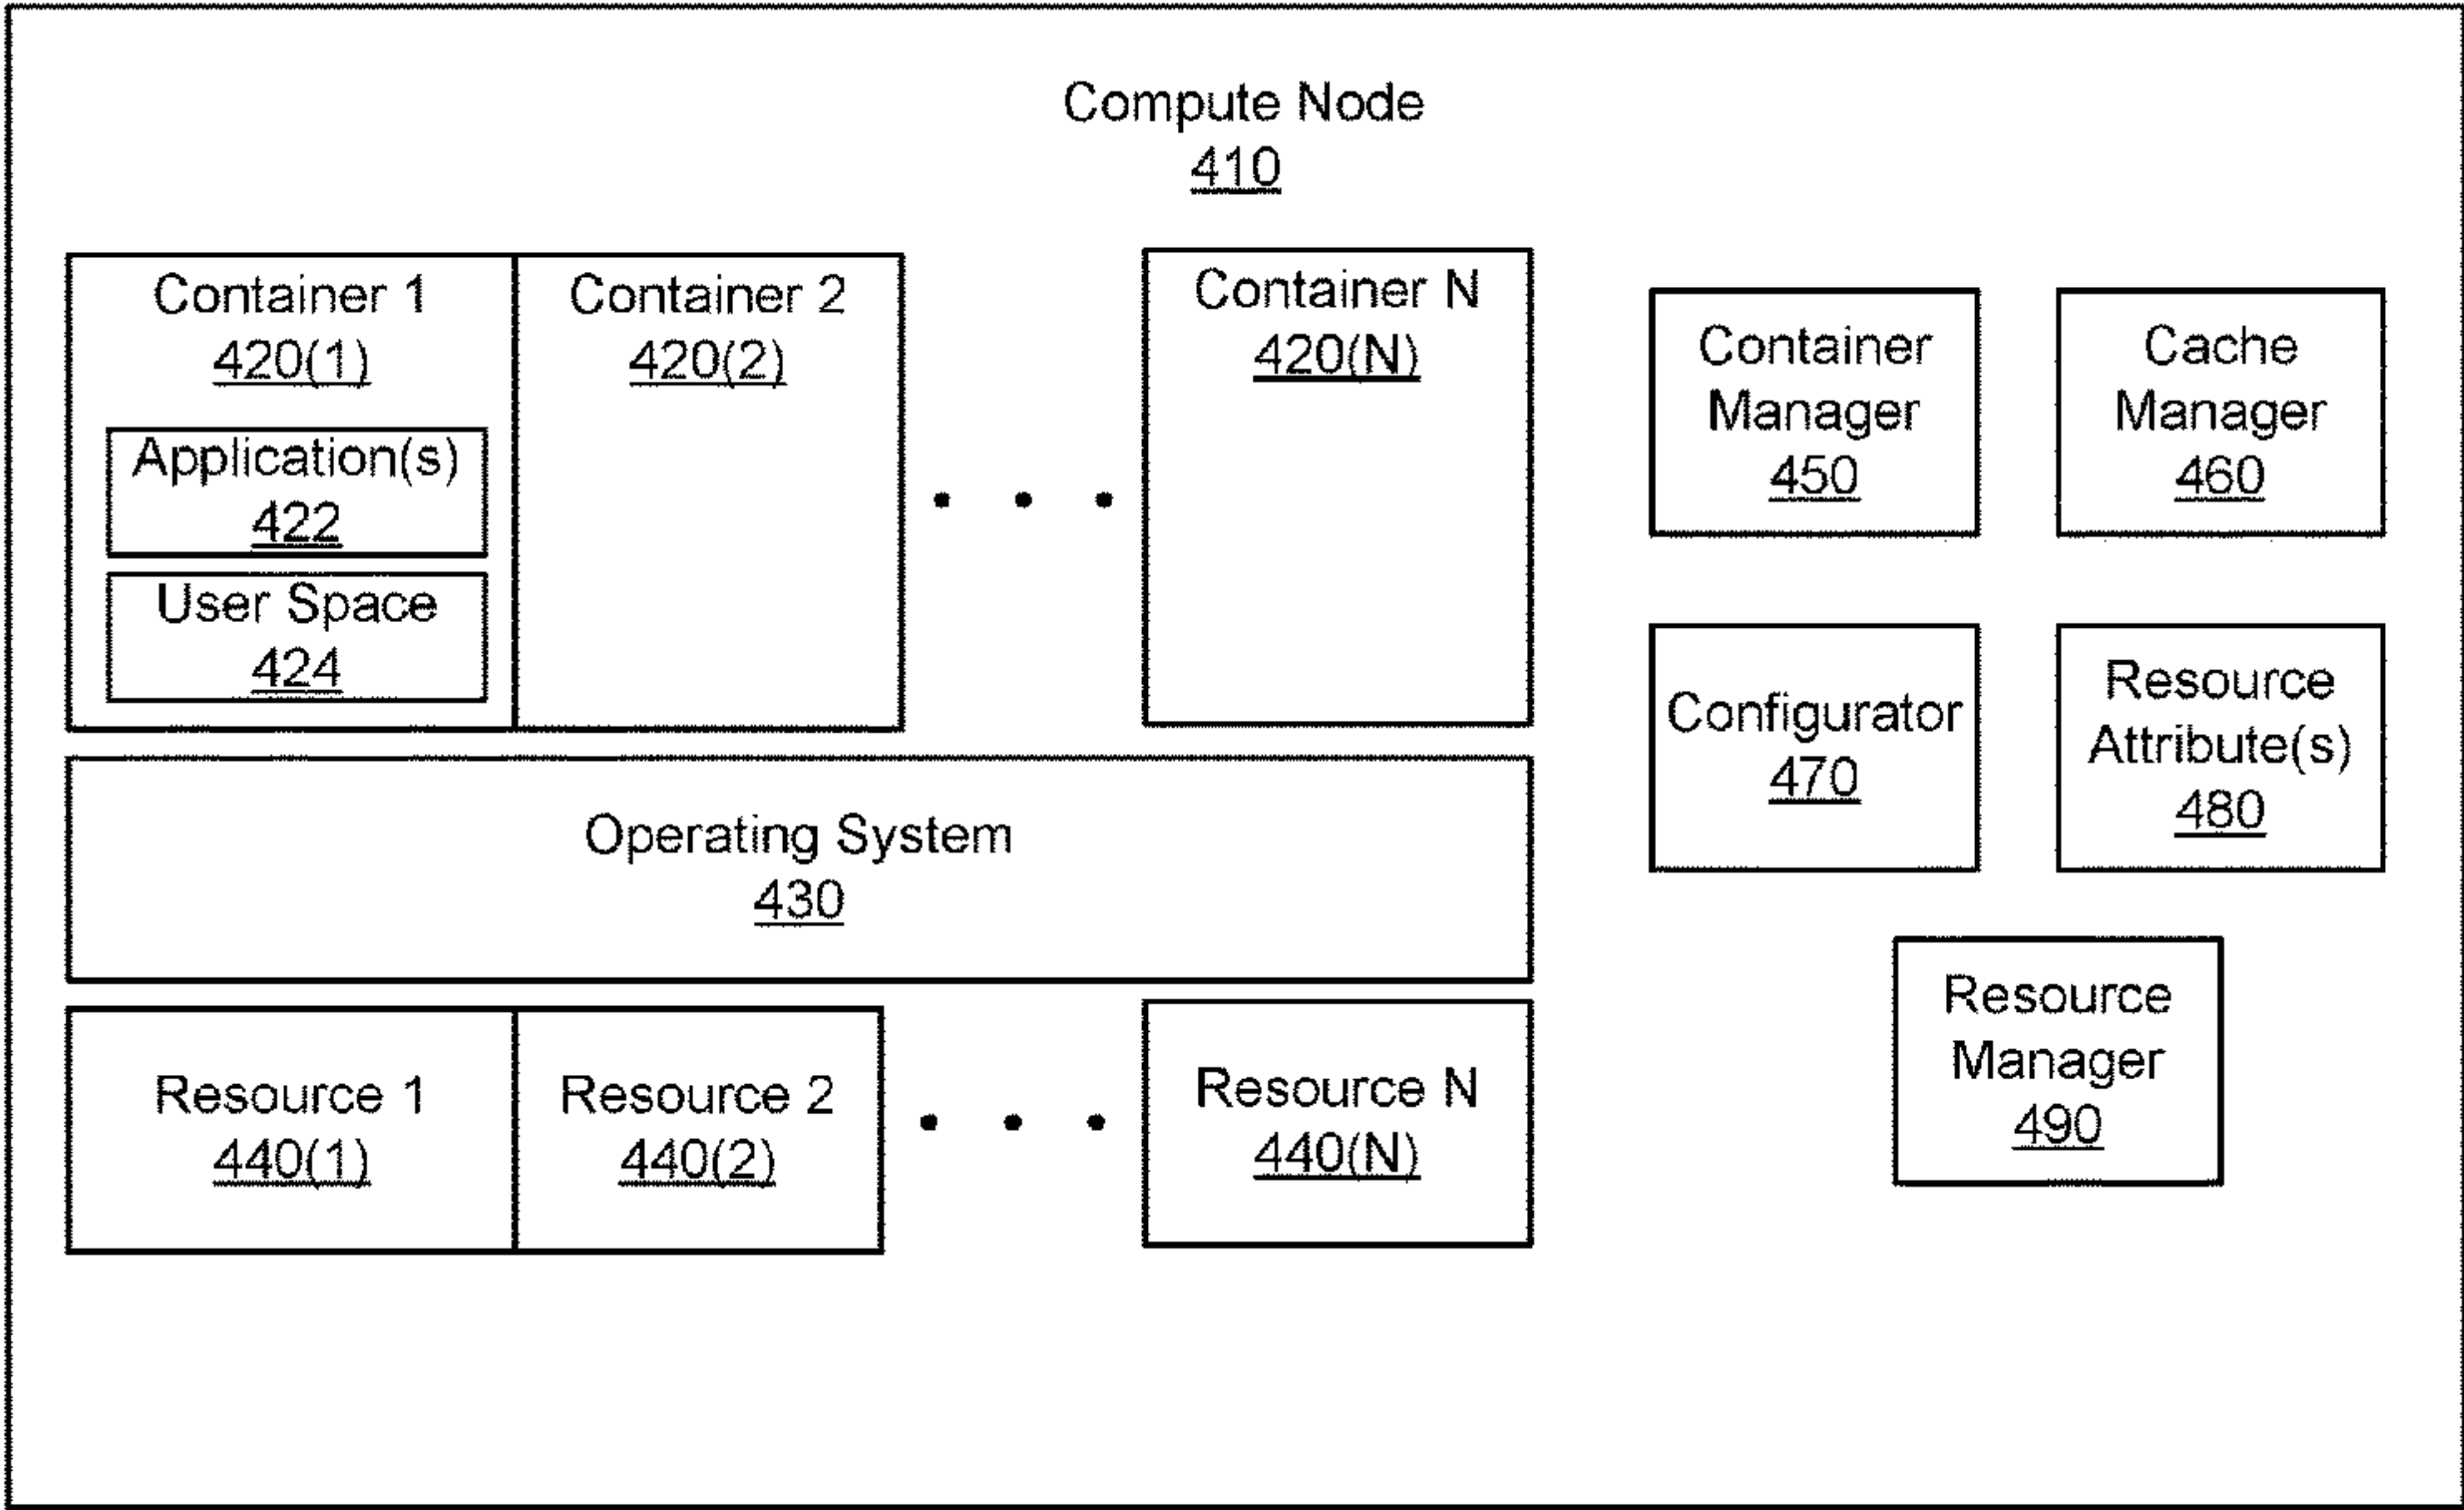 Compute Node
410
Container 1
420(1)
Application(s)
422
User Space
424
Container 2
420(2)
Container N
420(N)
Container
Manager
450
Cache
Manager
460
Configurator
470
Resource
Attribute(s)
480
Operating System
430
Resource 1
440(1)
Resource 2
440(2)
Resource N
440(N)
Resource
Manager
490